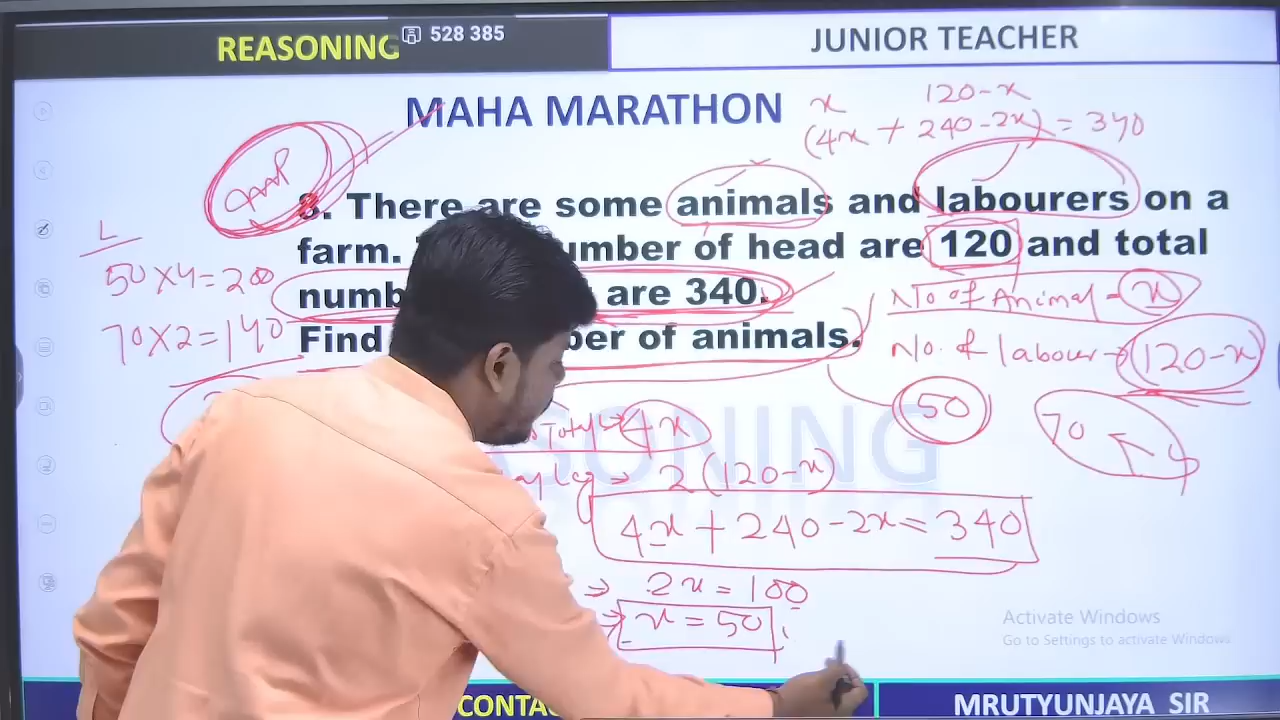 REASONING
528 385
JUNIOR TEACHER
MAHA MARATHON
x 120-x
(4x + 240-2x) = 340
8. There are some animals and labourers on a
farm. umber of head are 120 and total
numb are 340.
Find ber of animals.
L
50 X 4 = 200
70 X 2 = 140
No of Animal - x
No. of labour → 120-x
50
70
4x
2 (120-x)
4x + 240 - 2x = 340
⇒ 2x = 100
⇒ x = 50
SONING
Activate Windows
Go to Settings to activate Windows
CONTAC
MRUTYUNJAYA SIR